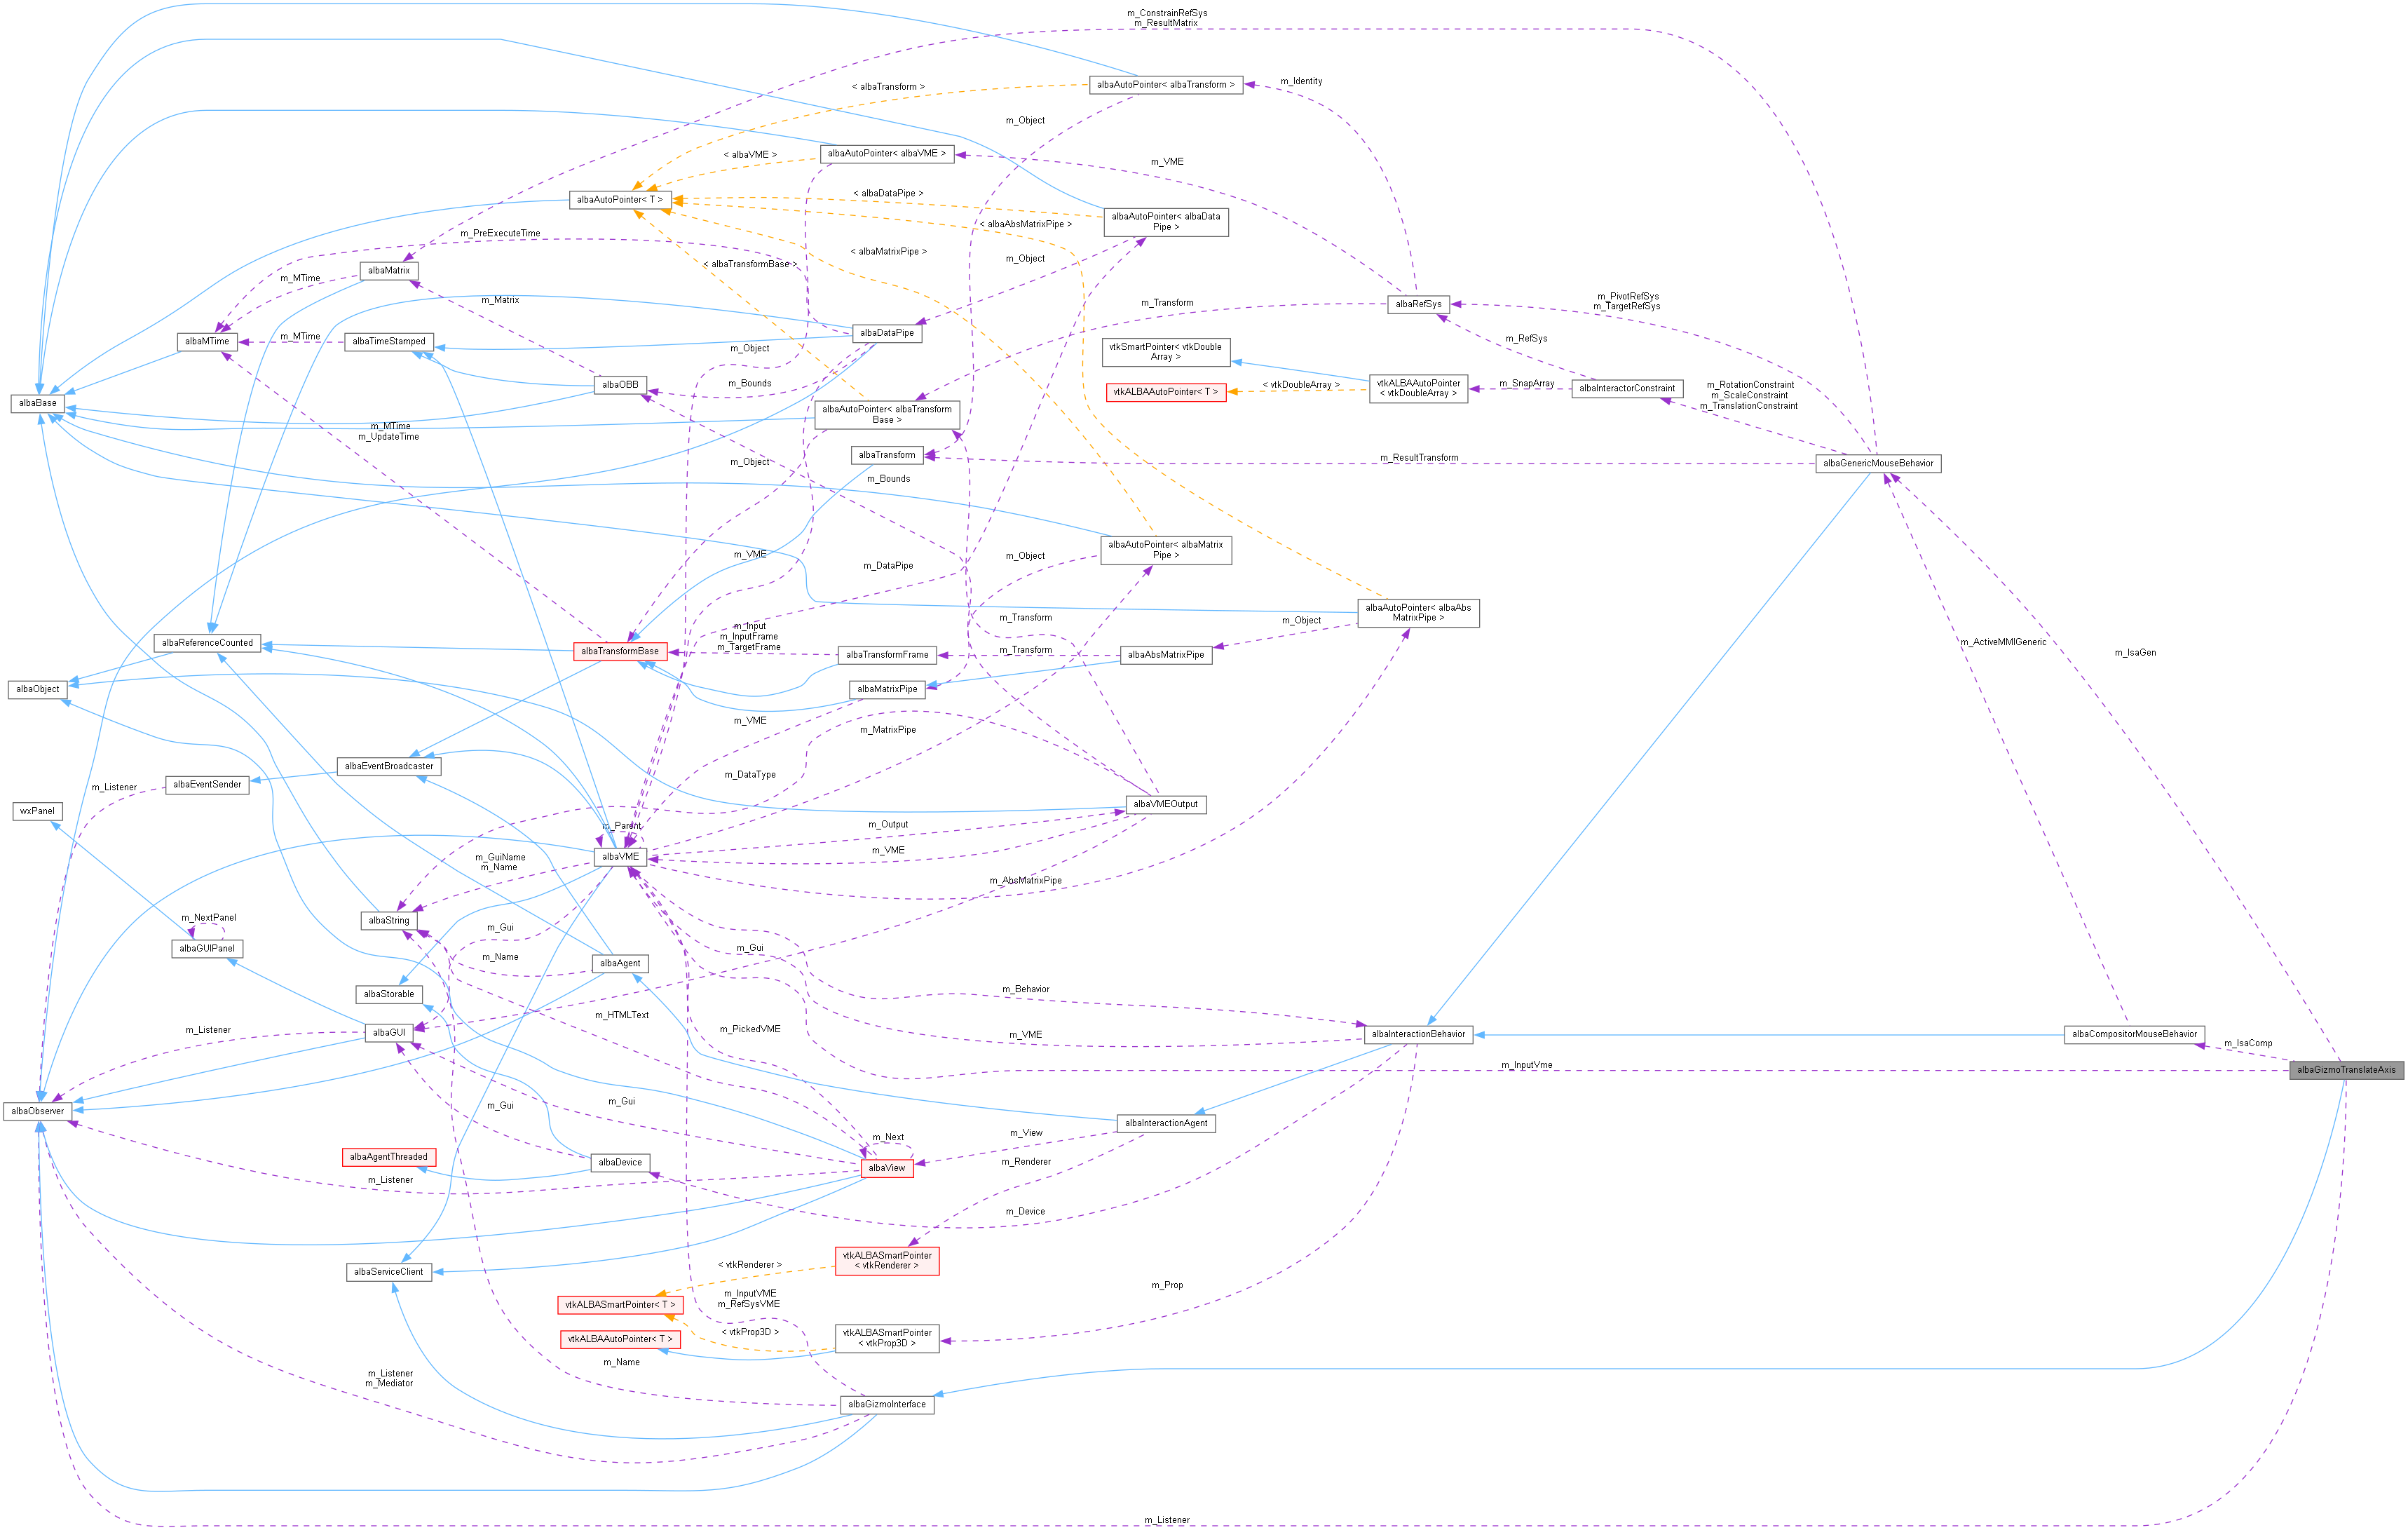 m_ConstrainRefSys
m_ResultMatrix
albaAutoPointer< albaTransform >
m_Identity
< albaTransform >
m_Object
albaAutoPointer< albaVME >
< albaVME >
m_VME
albaAutoPointer< T >
< albaDataPipe >
albaAutoPointer< albaData
Pipe >
< albaAbsMatrixPipe >
m_PreExecuteTime
< albaMatrixPipe >
< albaTransformBase >
m_Object
albaMatrix
m_MTime
m_Matrix
m_Transform
albaRefSys
m_PivotRefSys
m_TargetRefSys
albaMTime
m_MTime
albaTimeStamped
albaDataPipe
m_Object
vtkSmartPointer< vtkDouble
Array >
m_RefSys
albaOBB
m_Bounds
vtkALBAAutoPointer< T >
< vtkDoubleArray >
vtkALBAAutoPointer
< vtkDoubleArray >
m_SnapArray
albaInteractorConstraint
m_RotationConstraint
m_ScaleConstraint
m_TranslationConstraint
albaBase
albaAutoPointer< albaTransform
Base >
m_MTime
m_UpdateTime
albaTransform
m_Object
m_ResultTransform
albaGenericMouseBehavior
m_Bounds
albaAutoPointer< albaMatrix
Pipe >
m_VME
m_DataPipe
m_Object
albaAutoPointer< albaAbs
MatrixPipe >
albaReferenceCounted
albaTransformBase
m_Input
m_InputFrame
m_TargetFrame
albaTransformFrame
m_Transform
m_Transform
albaAbsMatrixPipe
m_Object
m_ActiveMMIGeneric
m_IsaGen
albaObject
albaMatrixPipe
m_VME
m_MatrixPipe
albaEventBroadcaster
albaEventSender
m_Listener
m_DataType
wxPanel
albaVMEOutput
m_Parent
m_Output
m_VME
albaVME
m_GuiName
m_Name
m_AbsMatrixPipe
albaString
m_NextPanel
albaGUIPanel
m_Gui
m_Name
albaAgent
m_Gui
albaStorable
m_Behavior
m_HTMLText
m_Listener
albaGUI
m_PickedVME
m_VME
albaInteractionBehavior
albaCompositorMouseBehavior
m_IsaComp
m_InputVme
albaGizmoTranslateAxis
albaObserver
m_Gui
m_Gui
albaInteractionAgent
m_View
m_Next
albaAgentThreaded
albaDevice
albaView
m_Renderer
m_Listener
m_Device
vtkALBASmartPointer
< vtkRenderer >
albaServiceClient
< vtkRenderer >
m_Prop
m_InputVME
m_RefSysVME
vtkALBASmartPointer< T >
< vtkProp3D >
vtkALBAAutoPointer< T >
vtkALBASmartPointer
< vtkProp3D >
m_Name
m_Listener
m_Mediator
albaGizmoInterface
m_Listener